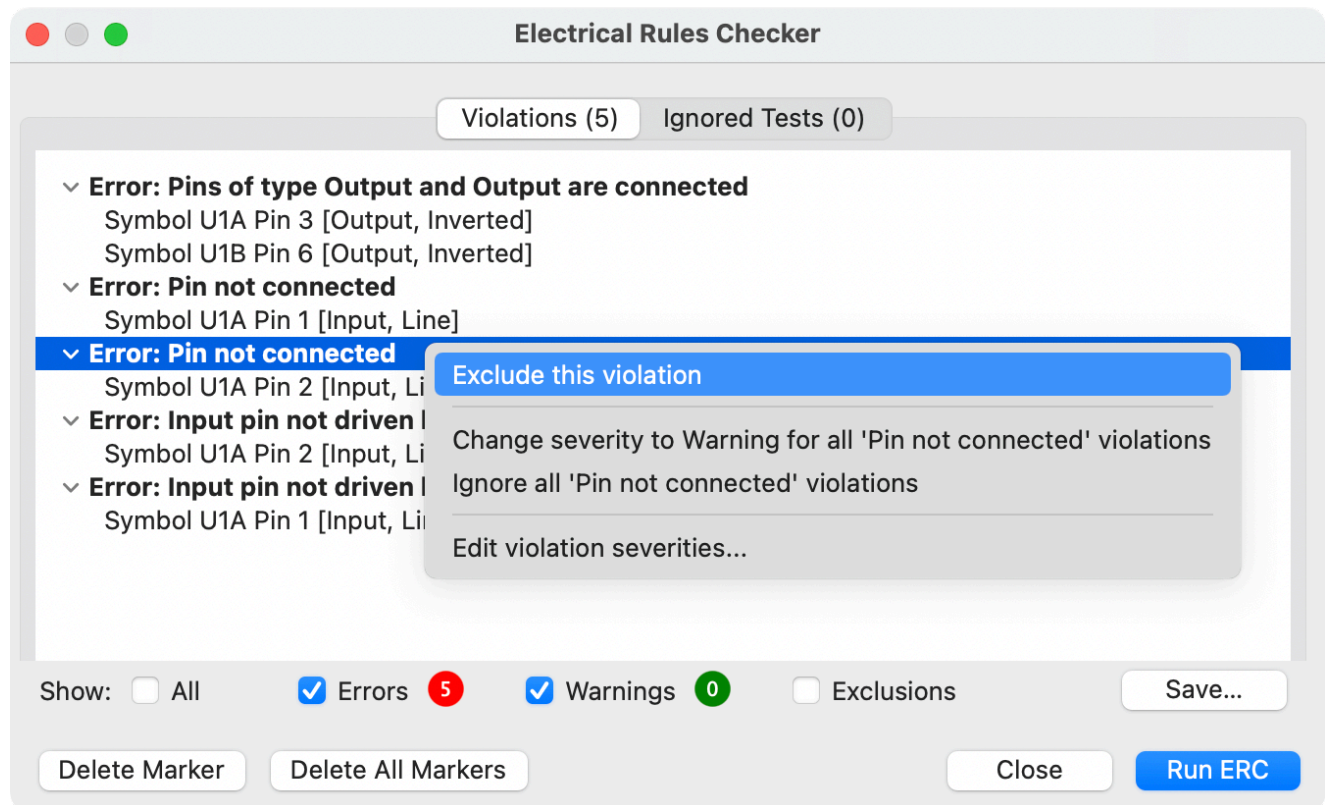 Electrical Rules Checker
Violations (5) Ignored Tests (0)
Error: Pins of type Output and Output are connected
Symbol U1A Pin 3 [Output, Inverted]
Symbol U1B Pin 6 [Output, Inverted]
Error: Pin not connected
Symbol U1A Pin 1 [Input, Line]
Error: Pin not connected
Exclude this violation
Symbol U1A Pin 2 [Input, Li
Error: Input pin not driven
Change severity to Warning for all 'Pin not connected' violations
Symbol U1A Pin 2 [Input, Li
Ignore all 'Pin not connected' violations
Error: Input pin not driven
Symbol U1A Pin 1 [Input, Li
Edit violation severities...
Show: All Errors 5 Warnings 0 Exclusions Save...
Delete Marker Delete All Markers Close Run ERC